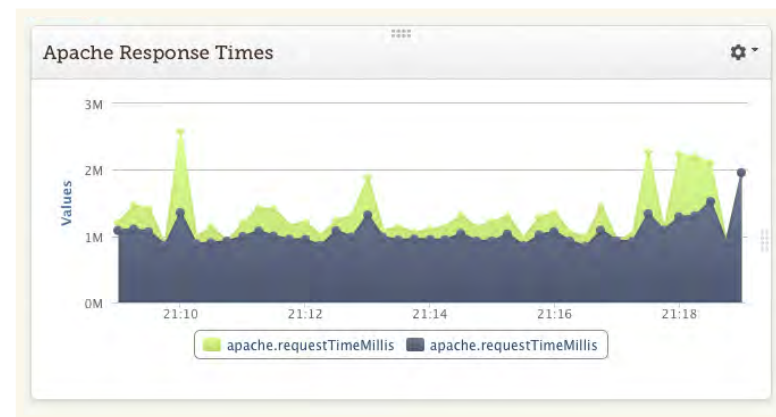 Apache Response Times
3M
2M
1M
0M
Values
21:10 21:12 21:14 21:16 21:18
apache.requestTimeMillis apache.requestTimeMillis